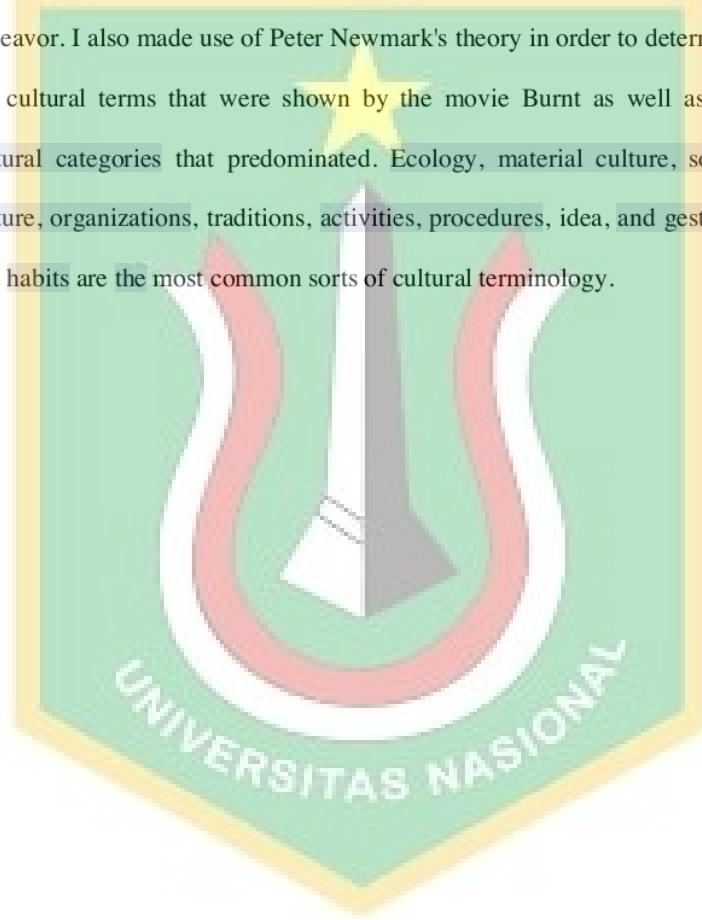 eavor. I also made use of Peter Newmark's theory in order to deter
cultural terms that were shown by the movie Burnt as well as
tural categories that predominated. Ecology, material culture, so
ture, organizations, traditions, activities, procedures, idea, and gest
habits are the most common sorts of cultural terminology.
UNIVERSITAS NASIONAL